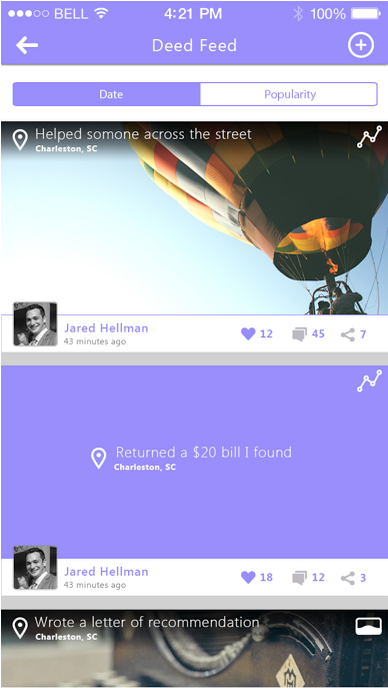 BELL 4:21 PM 100%
Deed Feed
Date Popularity
Helped somone across the street
Charleston, SC
Jared Hellman 12 45 7
43 minutes ago
Returned a $20 bill I found
Charleston, SC
Jared Hellman 18 12 3
43 minutes ago
Wrote a letter of recommendation
Charleston, SC